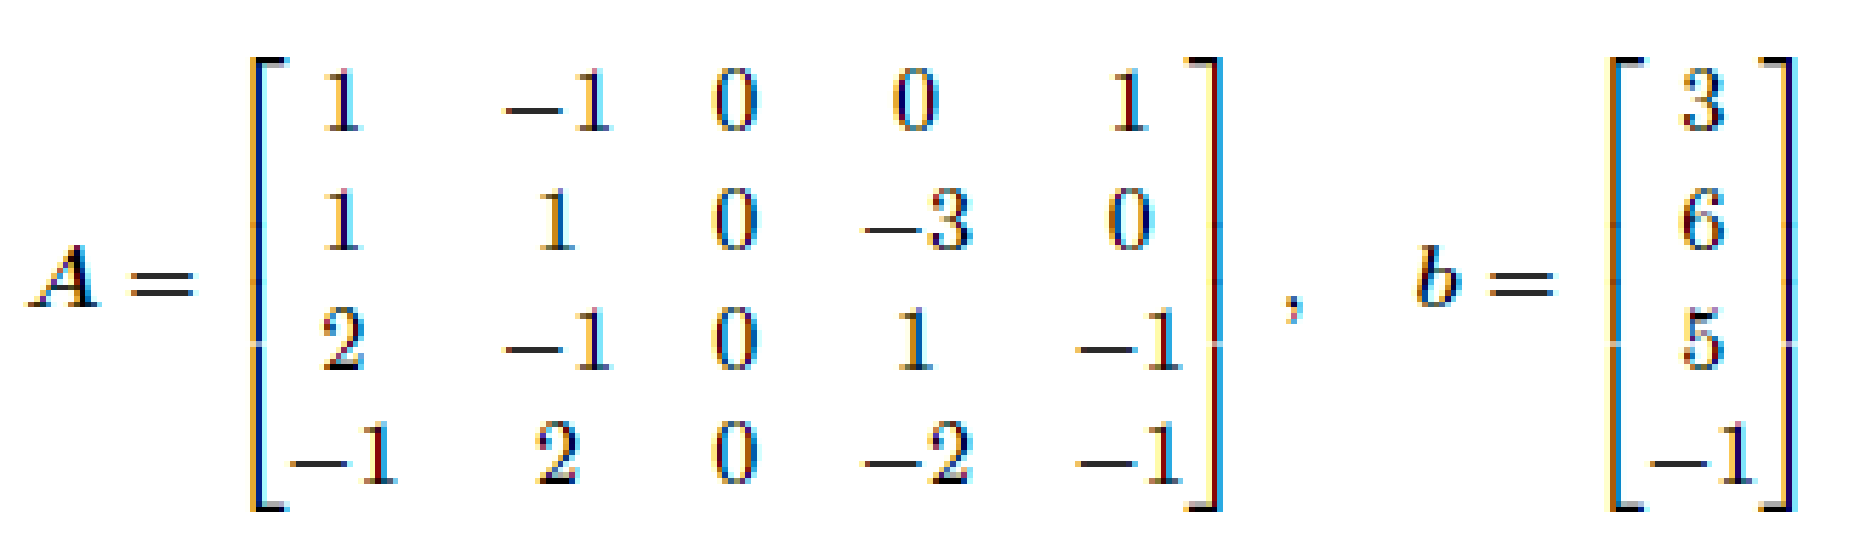 A = [ 1 −1 0 0 1 ; 1 1 0 −3 0 ; 2 −1 0 1 −1 ; −1 2 0 −2 −1 ] , b = [ 3 ; 6 ; 5 ; −1 ]